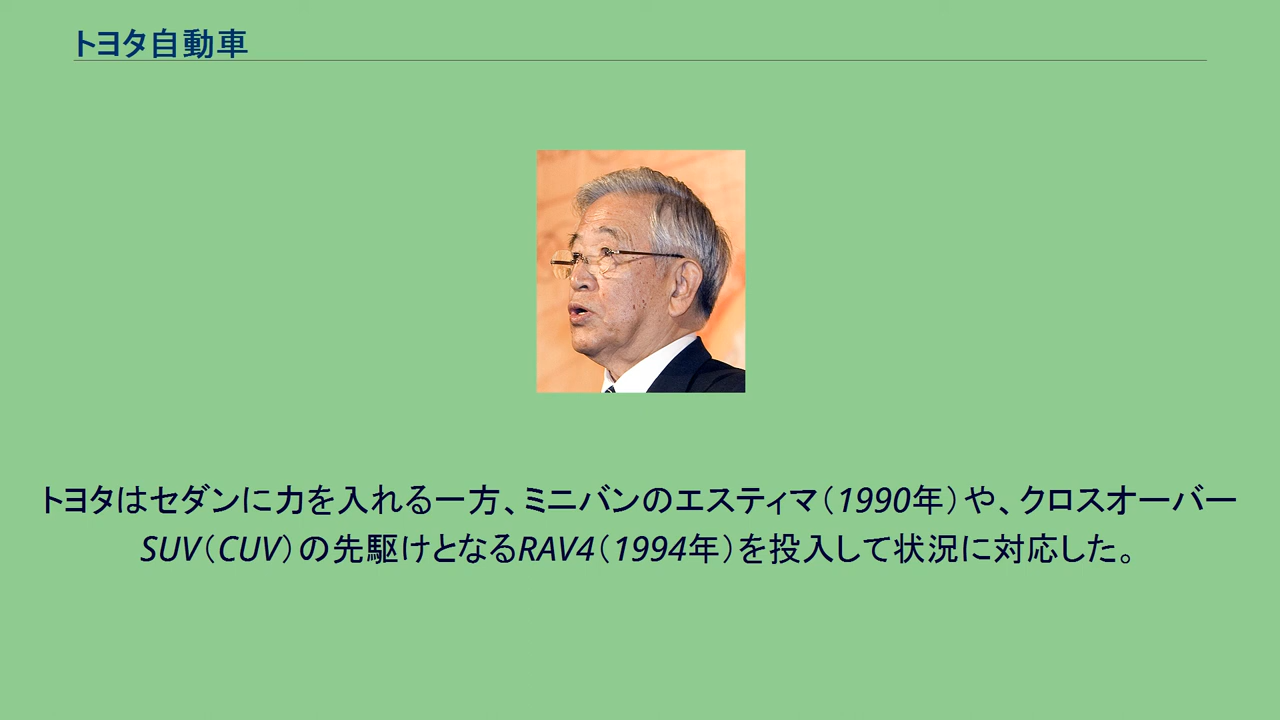 トヨタ自動車
トヨタはセダンに力を入れる一方、ミニバンのエスティマ（1990年）や、クロスオーバー
SUV（CUV）の先駆けとなるRAV4（1994年）を投入して状況に対応した。